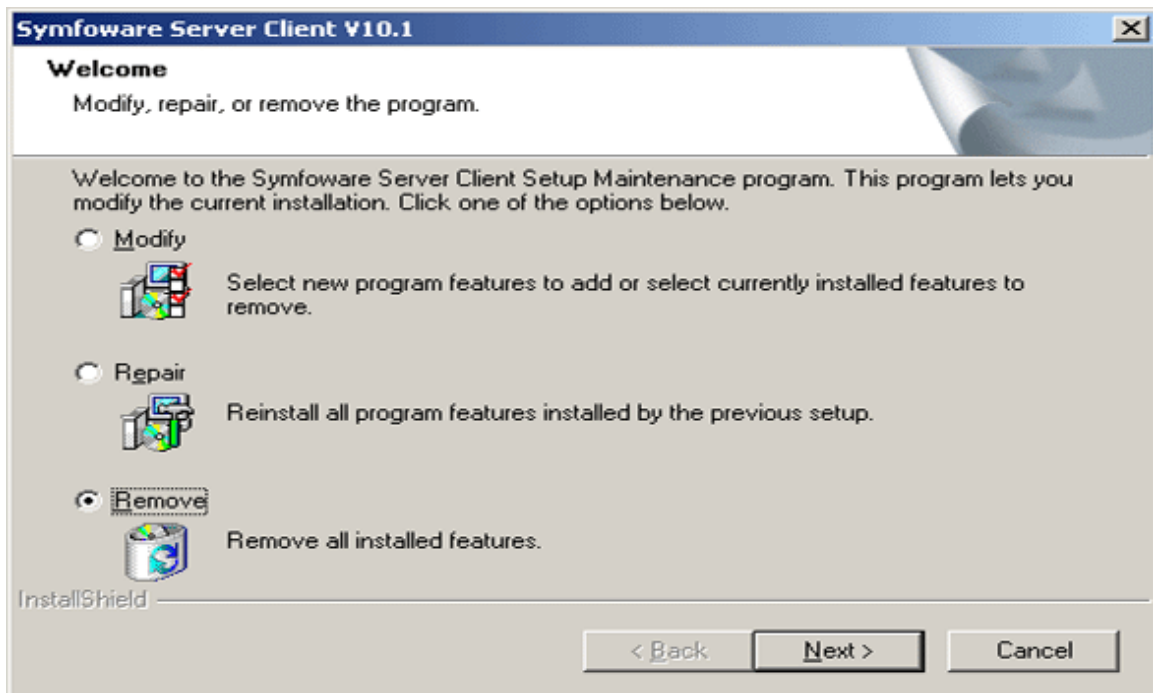 Symfoware Server Client V10.1
Welcome
Modify, repair, or remove the program.
Welcome to the Symfoware Server Client Setup Maintenance program. This program lets you
modify the current installation. Click one of the options below.
Modify
Select new program features to add or select currently installed features to
remove.
Repair
Reinstall all program features installed by the previous setup.
Remove
Remove all installed features.
InstallShield
< Back Next > Cancel